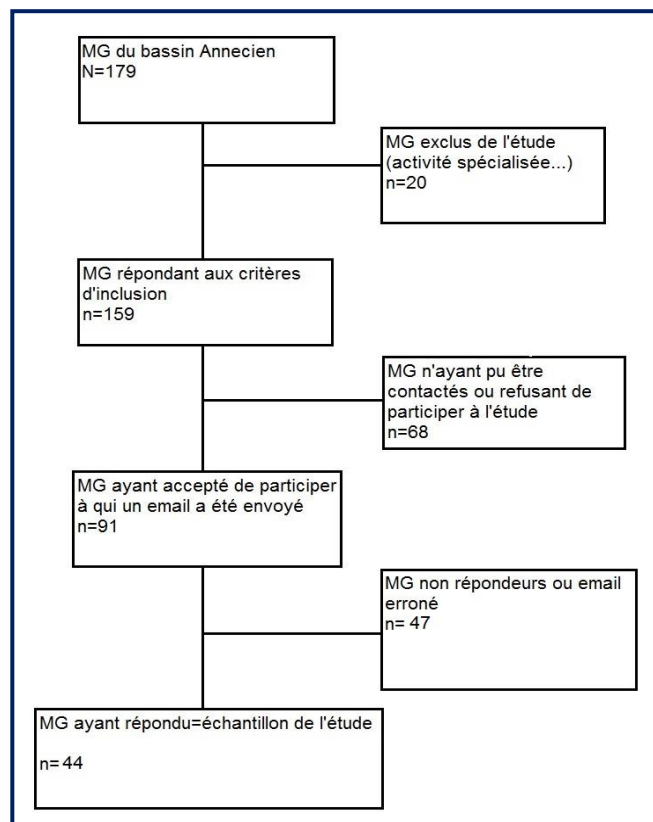 MG du bassin Annecien
N=179
MG exclus de l'étude
(activité spécialisée...)
n=20
MG répondant aux critères
d'inclusion
n=159
MG n'ayant pu être
contactés ou refusant de
participer à l'étude
n=68
MG ayant accepté de participer
à qui un email a été envoyé
n=91
MG non répondeurs ou email
erroné
n= 47
MG ayant répondu=échantillon de l'étude
n= 44